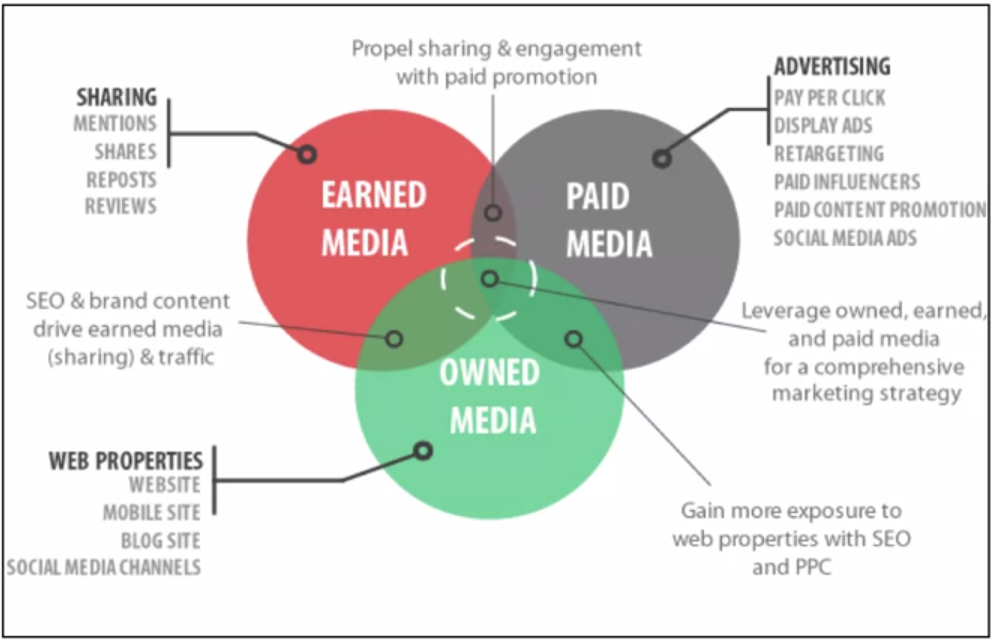 Propel sharing & engagement
with paid promotion
SHARING
MENTIONS
SHARES
REPOSTS
REVIEWS
ADVERTISING
PAY PER CLICK
DISPLAY ADS
RETARGETING
PAID INFLUENCERS
PAID CONTENT PROMOTION
SOCIAL MEDIA ADS
EARNED
MEDIA
PAID
MEDIA
SEO & brand content
drive earned media
(sharing) & traffic
Leverage owned, earned,
and paid media
for a comprehensive
marketing strategy
OWNED
MEDIA
WEB PROPERTIES
WEBSITE
MOBILE SITE
BLOG SITE
SOCIAL MEDIA CHANNELS
Gain more exposure to
web properties with SEO
and PPC